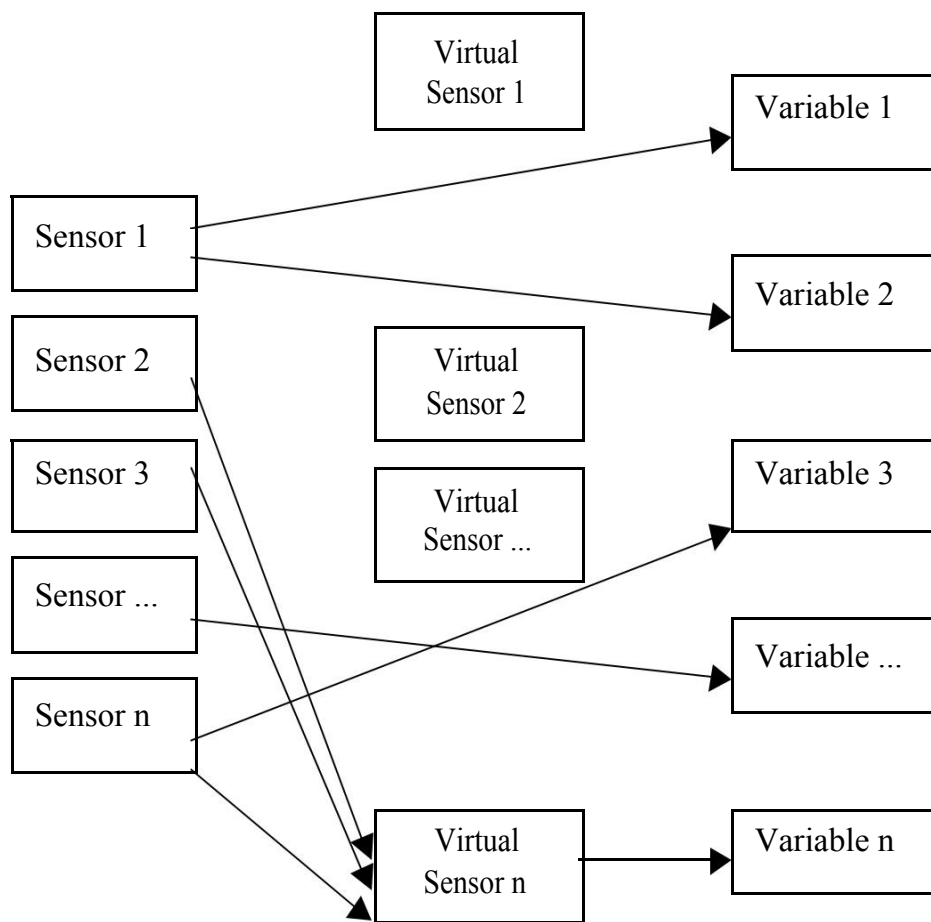 Virtual
Sensor 1
Variable 1
Sensor 1
Variable 2
Sensor 2
Virtual
Sensor 2
Sensor 3
Variable 3
Virtual
Sensor ...
Sensor ...
Variable ...
Sensor n
Virtual
Sensor n
Variable n